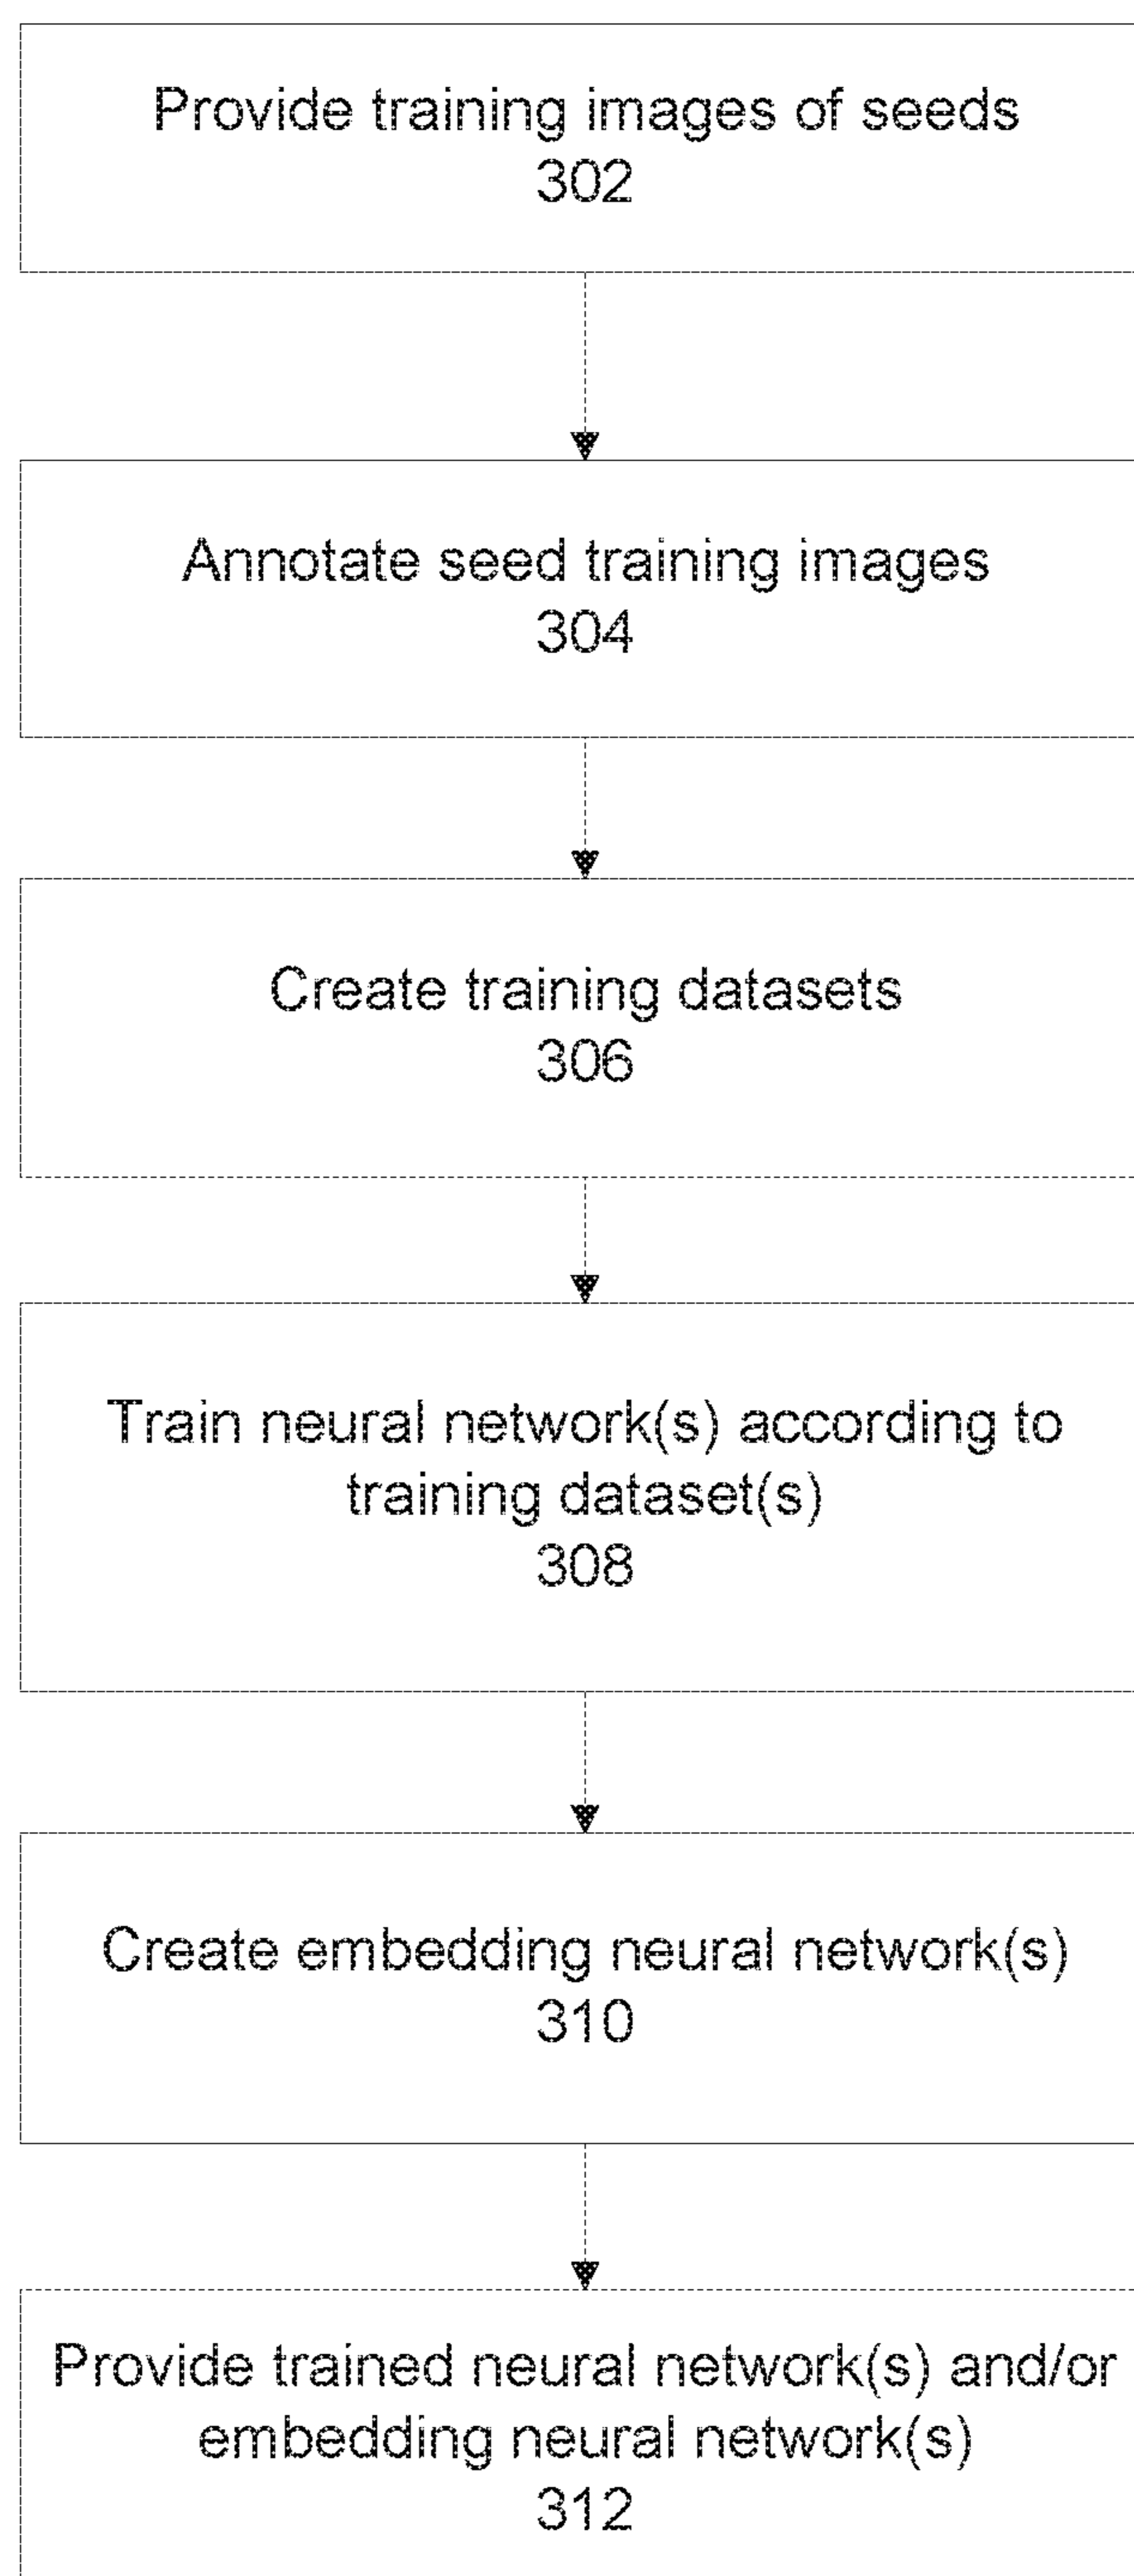 Provide training images of seeds
302
Annotate seed training images
304
Create training datasets
306
Train neural network(s) according to
training dataset(s)
308
Create embedding neural network(s)
310
Provide trained neural network(s) and/or
embedding neural network(s)
312